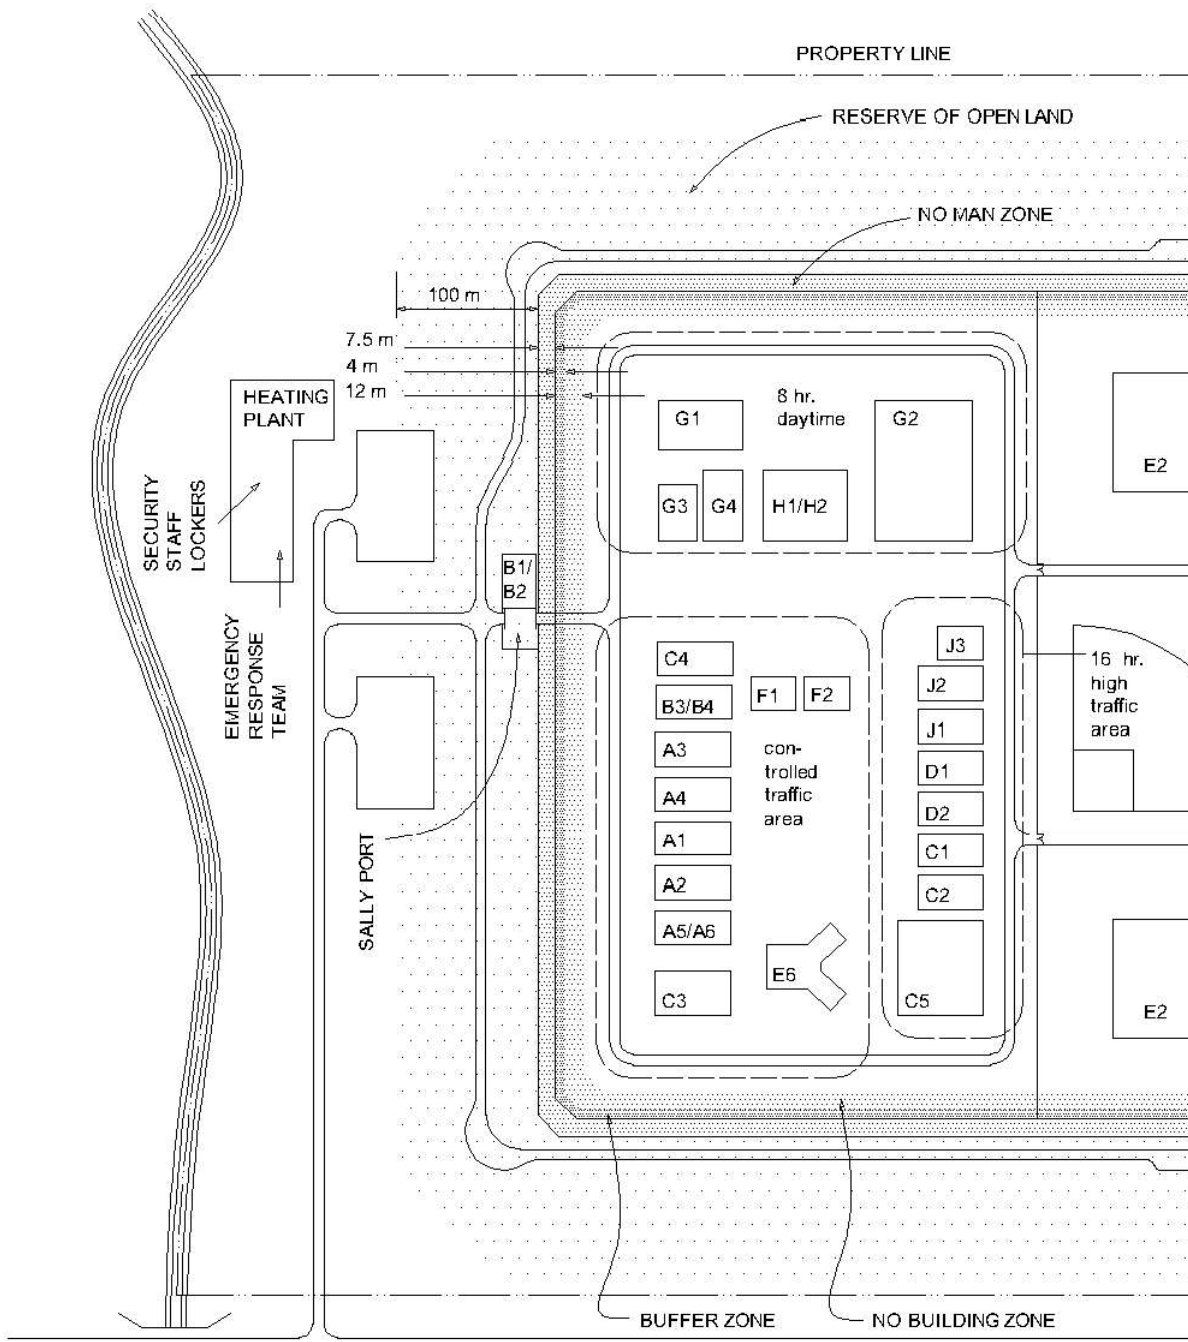 PROPERTY LINE
RESERVE OF OPEN LAND
NO MAN ZONE
100 m
7.5 m
4 m
12 m
HEATING
PLANT
G1
8 hr.
daytime
G2
E2
G3
G4
H1/H2
SECURITY
STAFF
LOCKERS
B1/
B2
EMERGENCY
RESPONSE
TEAM
C4
J3
16 hr.
high
traffic
area
B3/B4
F1
F2
J2
A3
con-
trolled
traffic
area
J1
A4
D1
A1
D2
A2
C1
SALLY PORT
A5/A6
C2
E6
C3
C5
E2
BUFFER ZONE
NO BUILDING ZONE